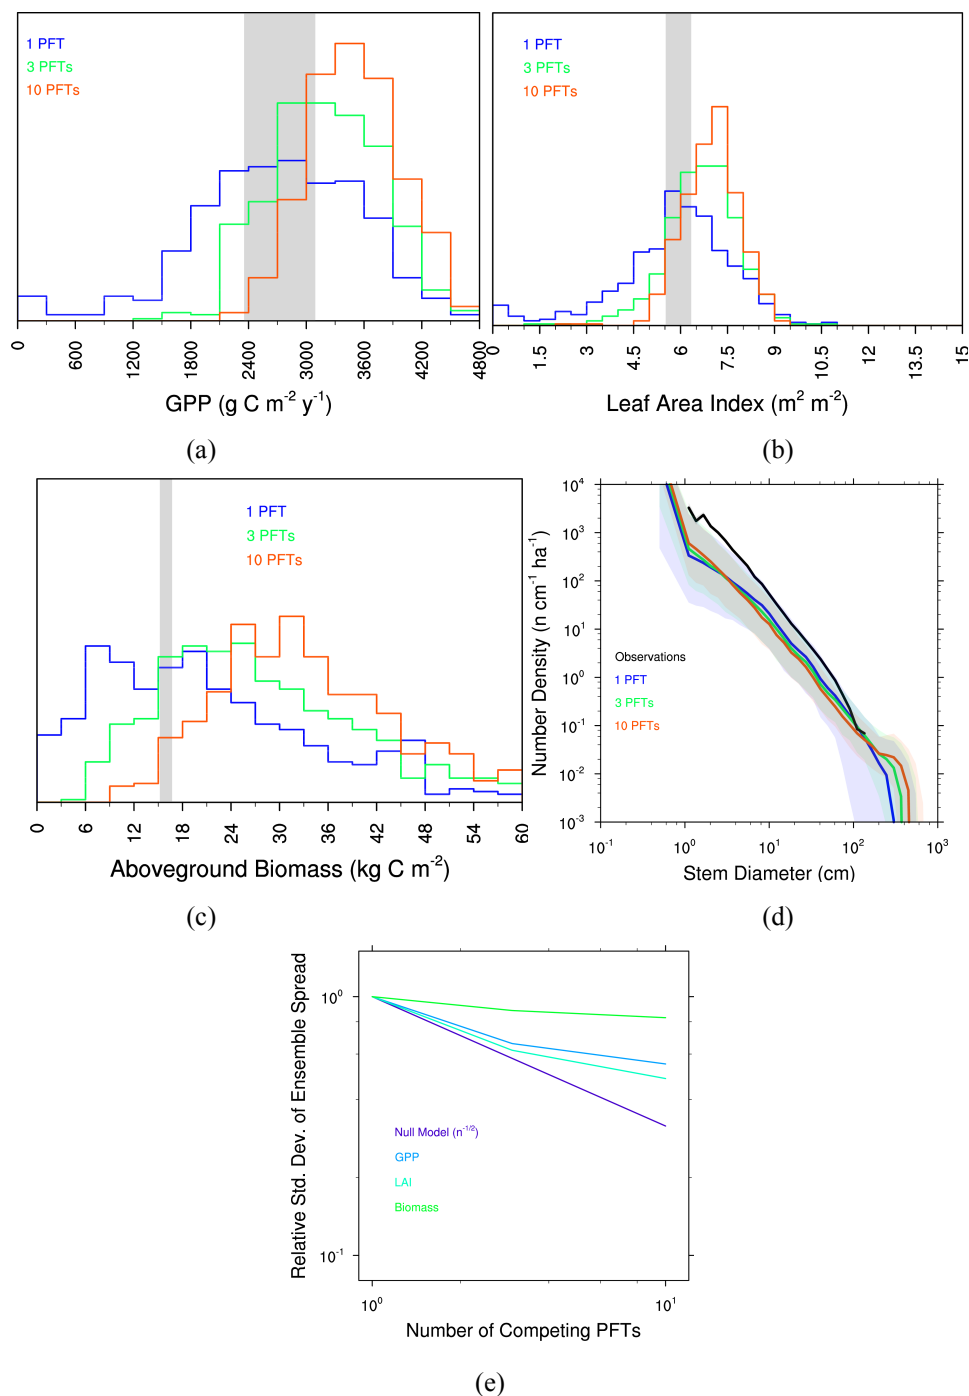 1 PFT
3 PFTs
10 PFTs
0 600 1200 1800 2400 3000 3600 4200 4800
GPP (g C m⁻² y⁻¹)
(a)
1 PFT
3 PFTs
10 PFTs
1.5 3 4.5 6 7.5 9 10.5 12 13.5 15
Leaf Area Index (m² m⁻²)
(b)
1 PFT
3 PFTs
10 PFTs
0 6 12 18 24 30 36 42 48 54 60
Aboveground Biomass (kg C m⁻²)
(c)
Number Density (n cm⁻¹ ha⁻¹)
10⁴
10³
10²
10¹
10⁰
10⁻¹
10⁻²
10⁻³
Observations
1 PFT
3 PFTs
10 PFTs
10⁻¹ 10⁰ 10¹ 10² 10³
Stem Diameter (cm)
(d)
Relative Std. Dev. of Ensemble Spread
10⁰
10⁻¹
Null Model (n⁻¹/²)
GPP
LAI
Biomass
10⁰ 10¹
Number of Competing PFTs
(e)